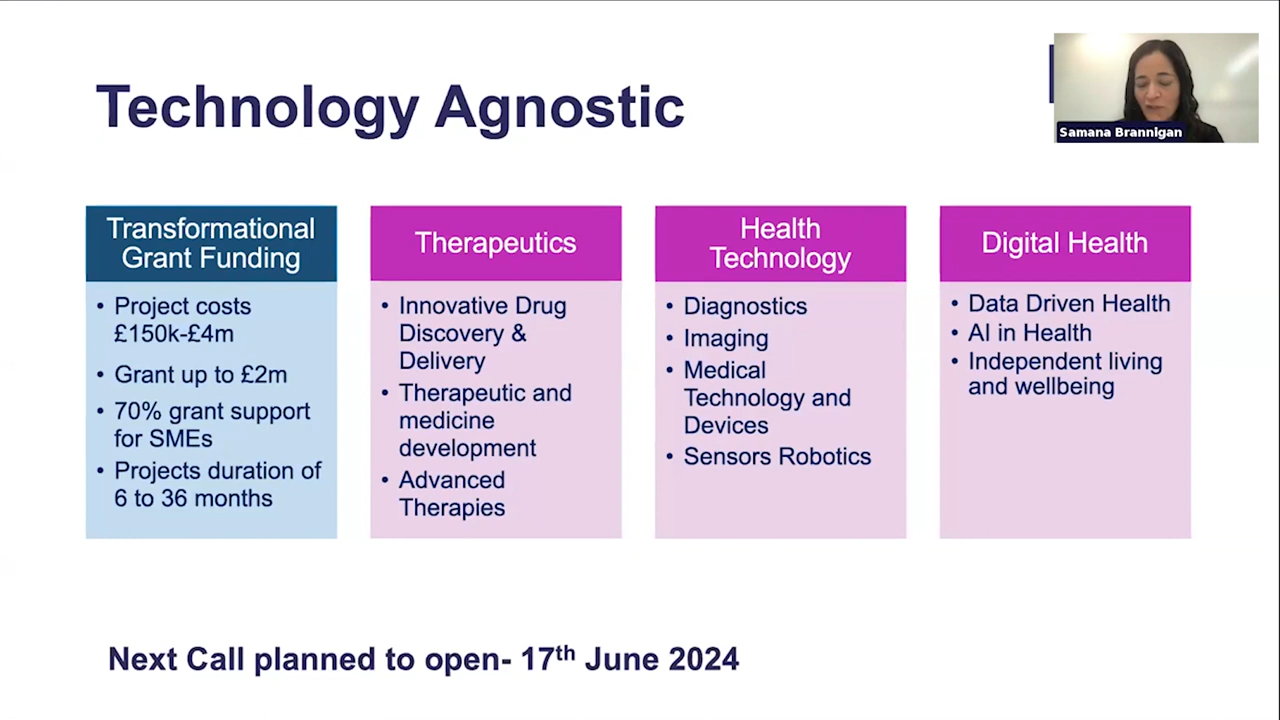 Technology Agnostic
Samana Brannigan
Transformational
Grant Funding
• Project costs
£150k-£4m
• Grant up to £2m
• 70% grant support
for SMEs
• Projects duration of
6 to 36 months
Therapeutics
• Innovative Drug
Discovery &
Delivery
• Therapeutic and
medicine
development
• Advanced
Therapies
Health
Technology
• Diagnostics
• Imaging
• Medical
Technology and
Devices
• Sensors Robotics
Digital Health
• Data Driven Health
• AI in Health
• Independent living
and wellbeing
Next Call planned to open- 17th June 2024